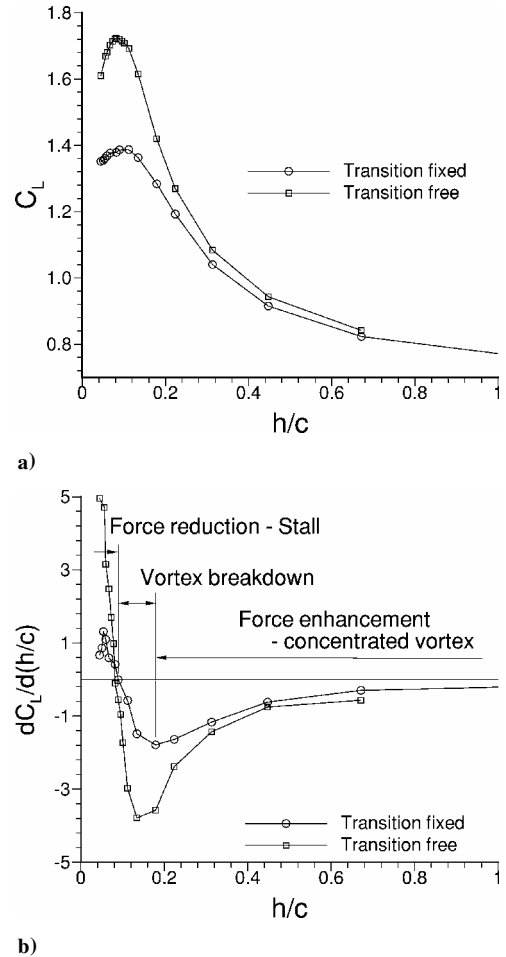 1.8
1.6
1.4
1.2
1.0
0.8
C_L
Transition fixed
Transition free
0
0.2
0.4
0.6
0.8
1
h/c
a)
5
3
1
-1
-3
-5
dC_L/d(h/c)
Force reduction - Stall
Vortex breakdown
Force enhancement
- concentrated vortex
Transition fixed
Transition free
0
0.2
0.4
0.6
0.8
1
h/c
b)